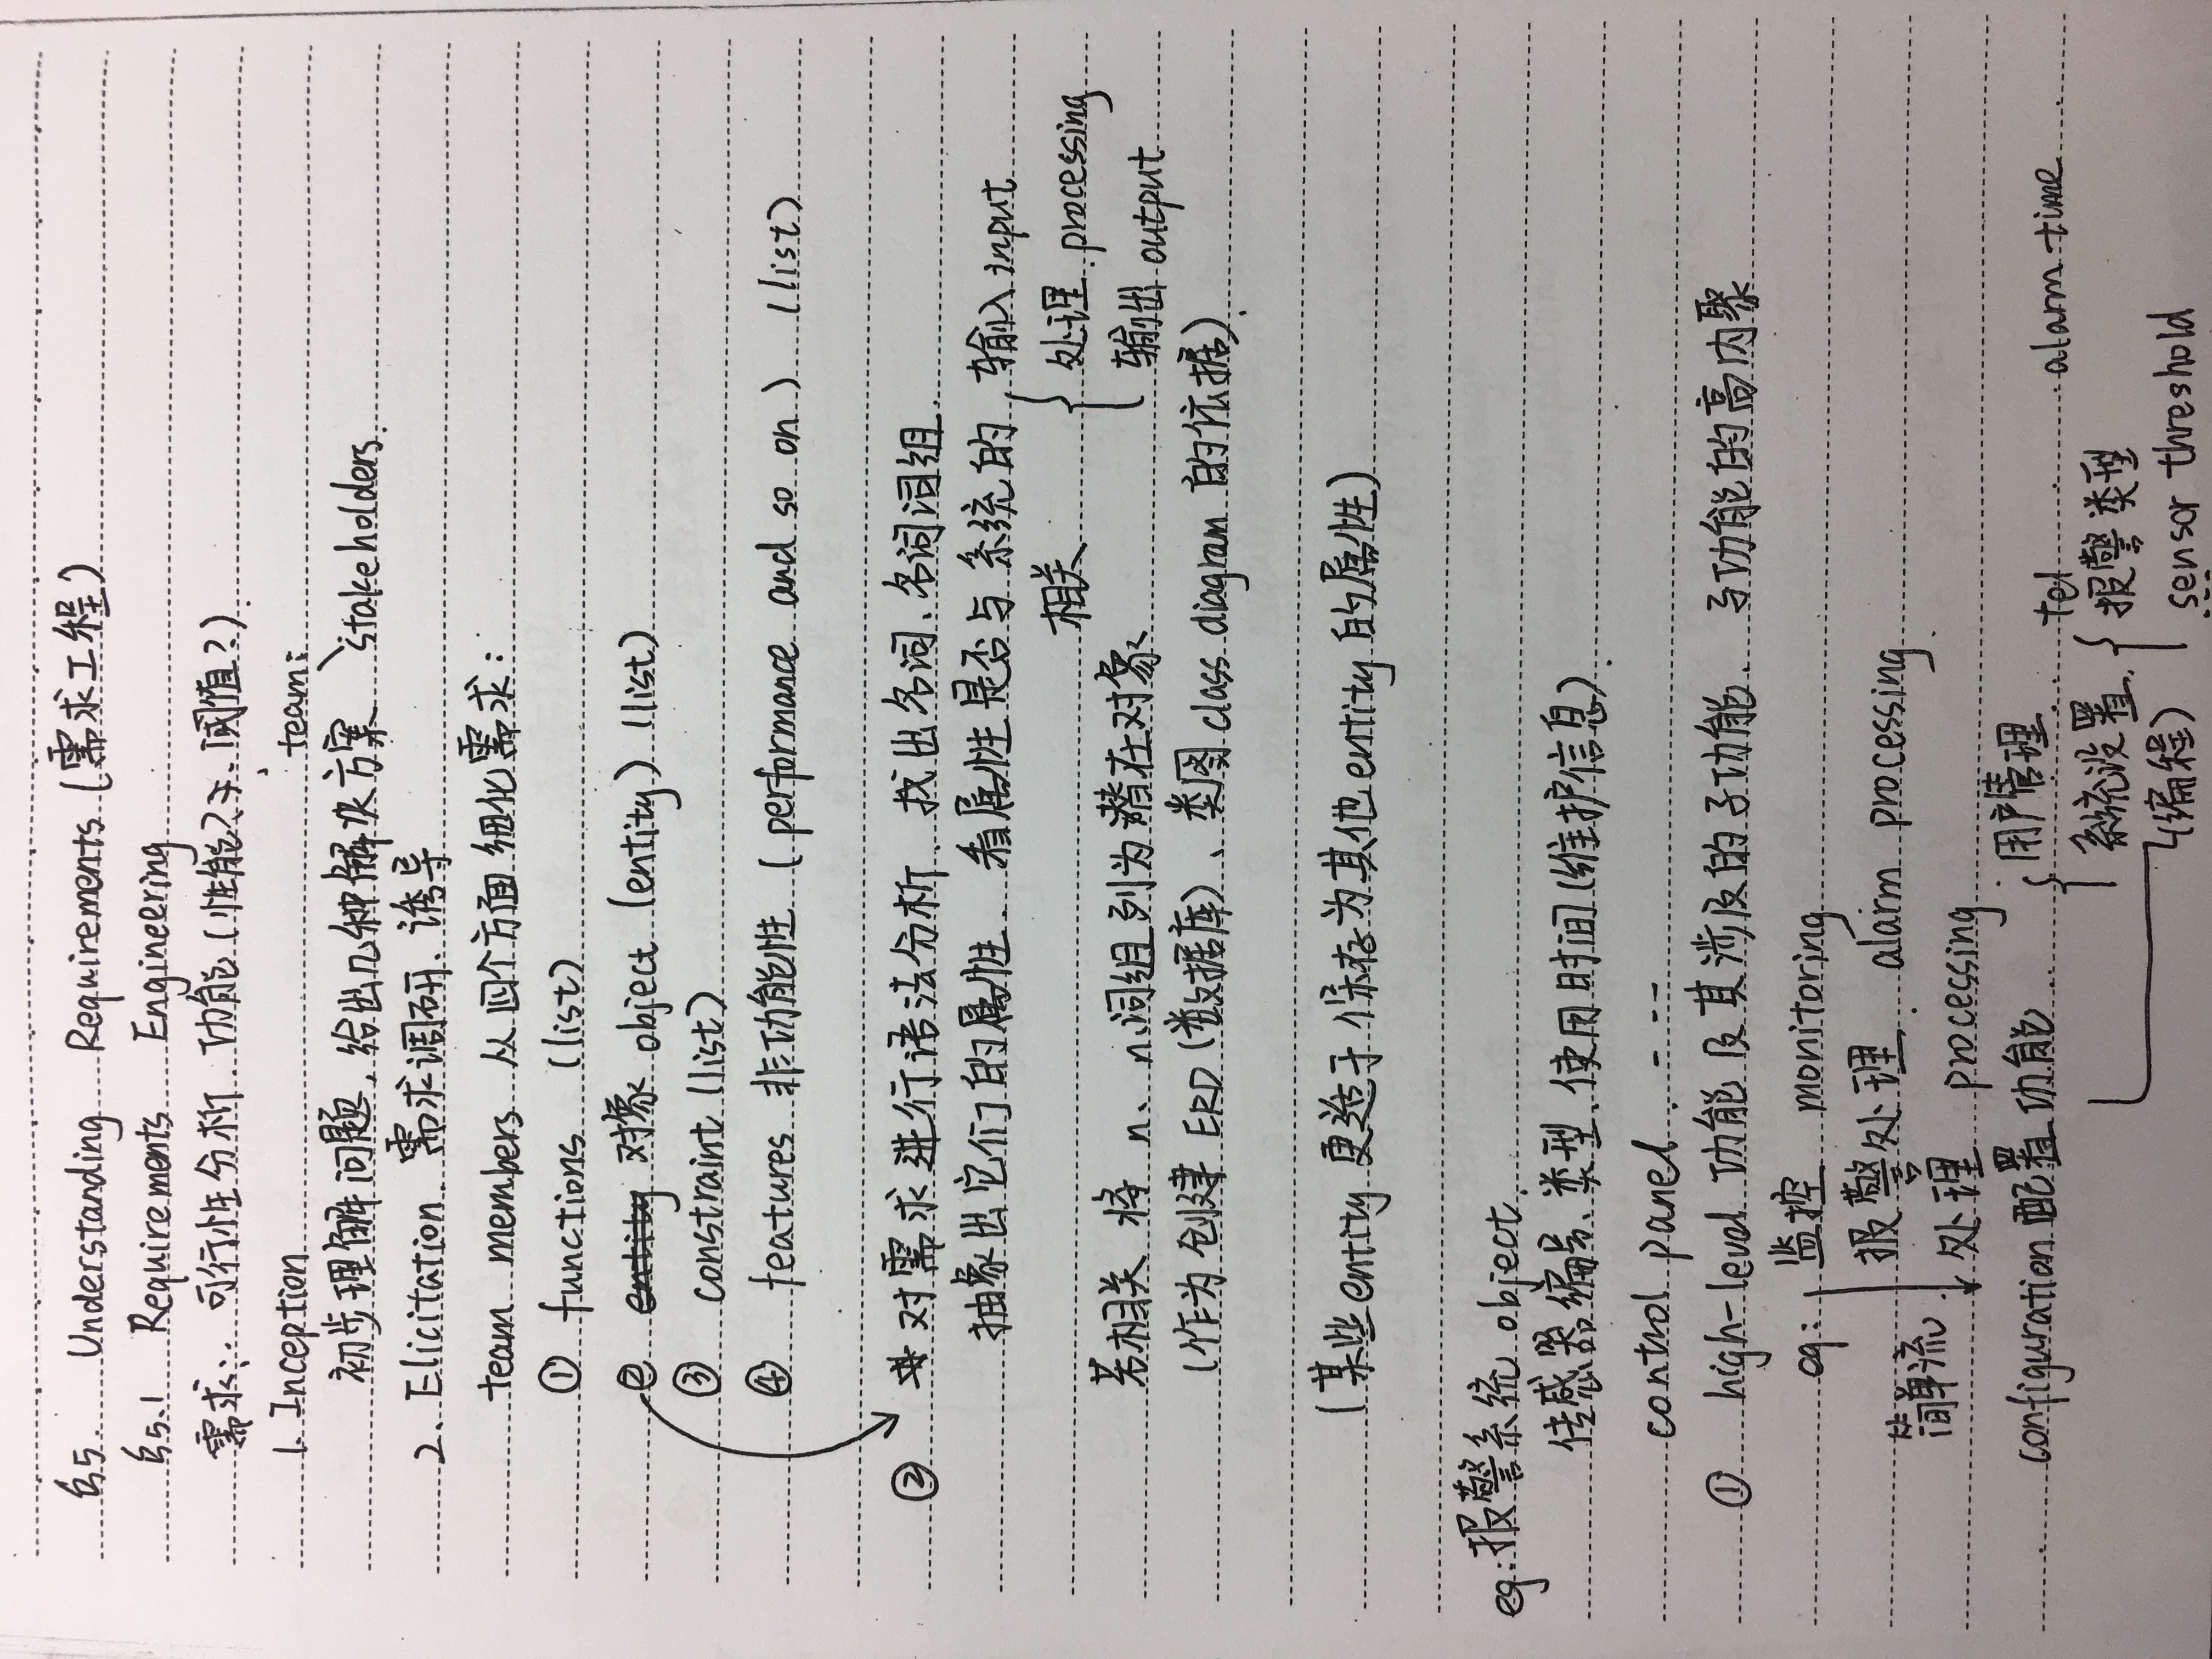 §5. Understanding Requirements (需求工程)
§5.1 Requirements Engineering
需求: 可行性分析、功能(性能?、阈值?)
1. Inception team:
初步理解问题, 给出几种解决方案 stakeholders.
2. Elicitation. 需求调研、诱导
team members 从四个方面细化需求:
① functions (list)
② entity 对象 object (entity) (list)
③ constraint (list)
④ features 非功能性 (performance and so on) (list)
② 对需求进行语法分析、找出名词、名词词组.
抽象出它们的属性. 看属性是否与系统的 输入 input
相关 处理 processing
若相关 将 n、n.词组列为潜在对象 输出 output
(作为创建 ERD (数据库)、类图 class diagram 的依据).
(某些 entity 更适于保存为其他 entity 的属性)
eg: 报警系统 object.
传感器编号、类型、使用时间(维护信息).
control panel. - --
① high-level 功能及其涉及的子功能. 子功能的高内聚
eg: 监控 monitoring
报警处理. alarm processing.
简单流
处理 processing
configuration 配置功能 用户管理
tel alarm time
系统设置. 报警类型
(编程) sensor threshold